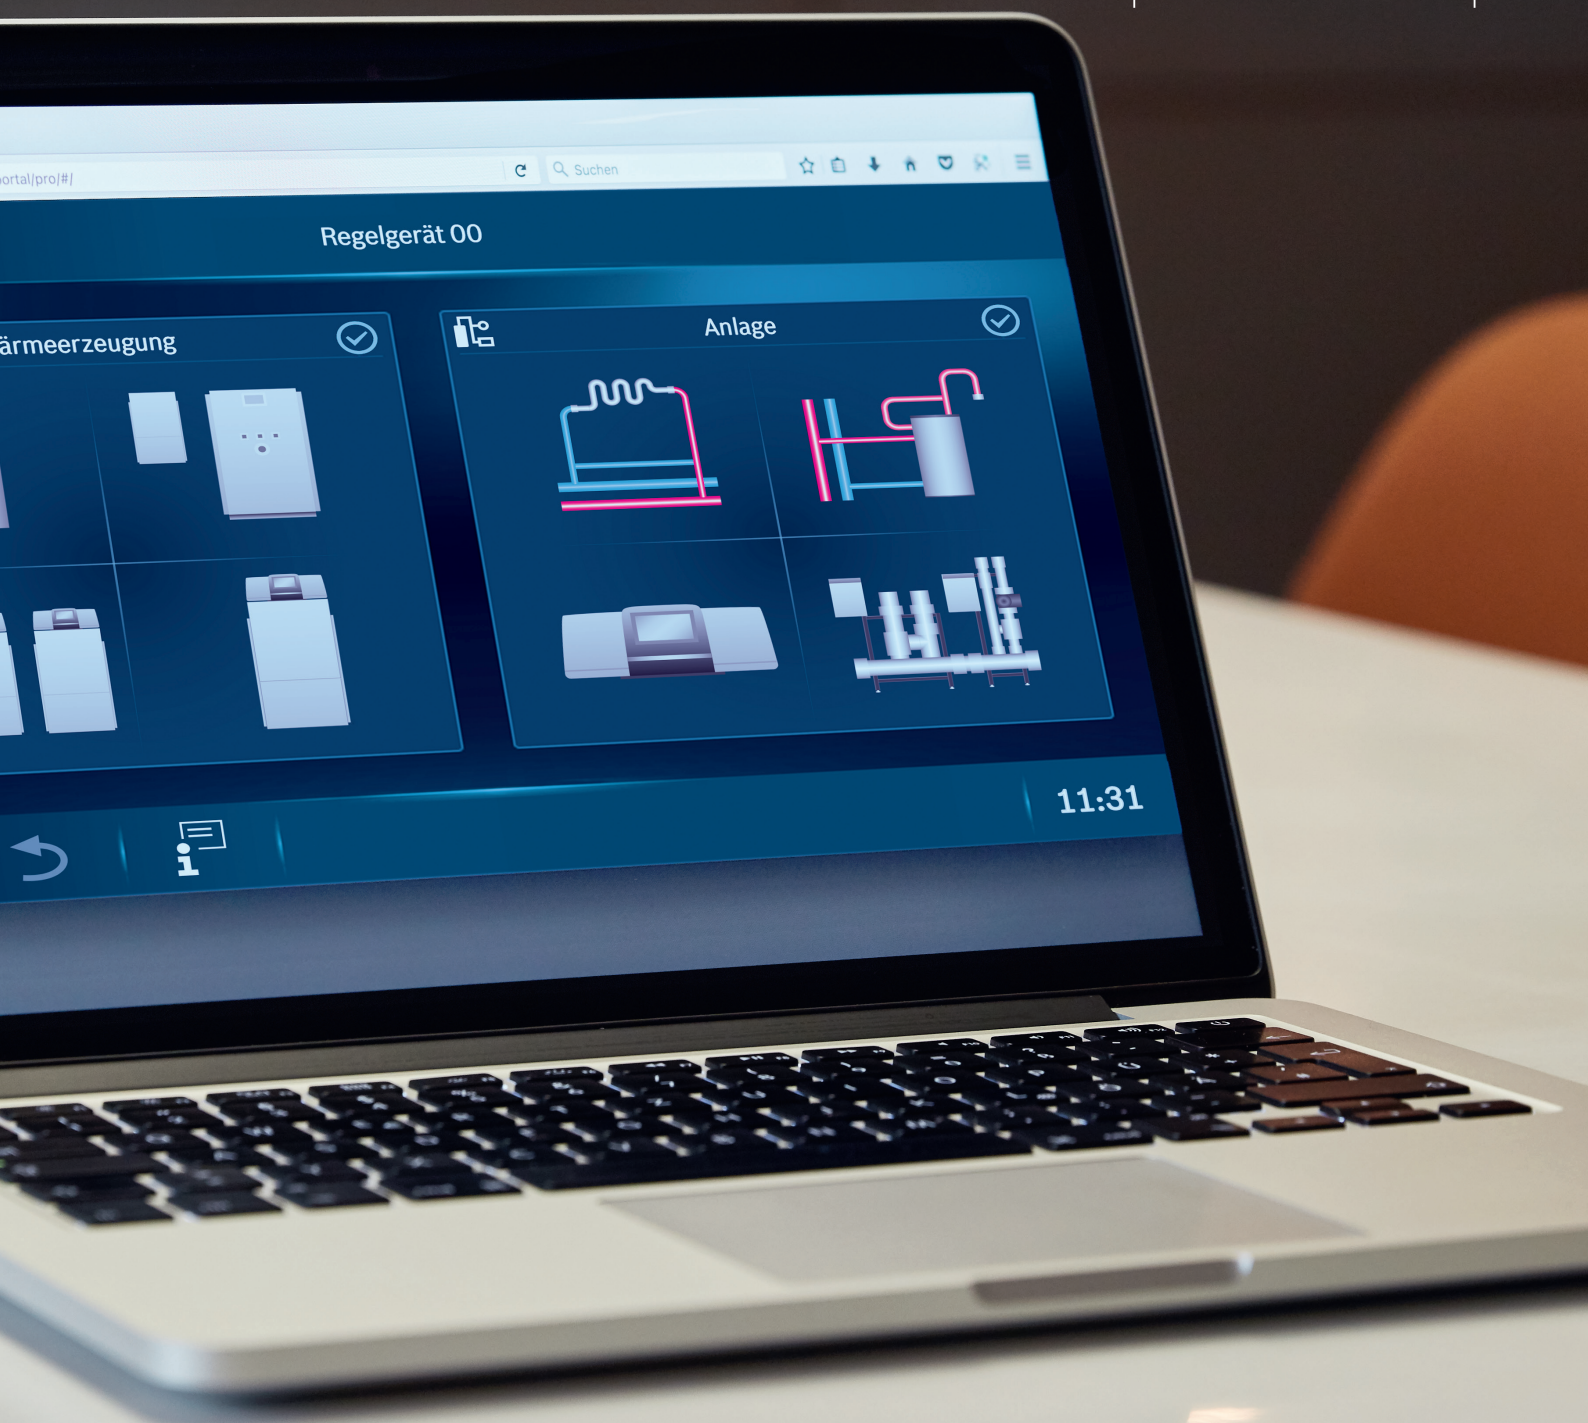 ortal/pro/#/
Suchen
Regelgerät 00
ärmeerzeugung
Anlage
11:31